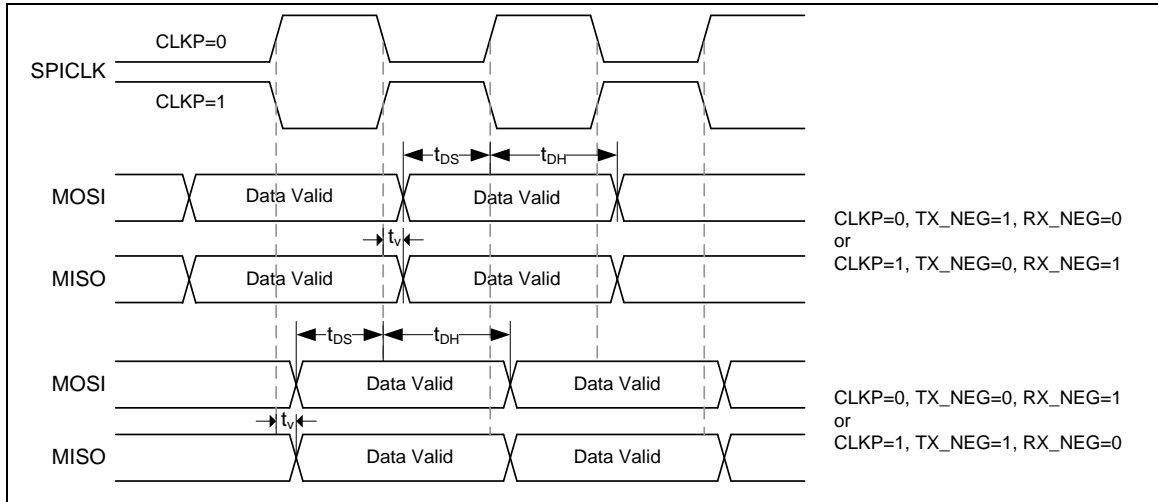 CLKP=0
SPICLK
CLKP=1
tDS tDH
MOSI Data Valid Data Valid
CLKP=0, TX_NEG=1, RX_NEG=0
or
CLKP=1, TX_NEG=0, RX_NEG=1
tv
MISO Data Valid Data Valid
tDS tDH
MOSI Data Valid Data Valid
CLKP=0, TX_NEG=0, RX_NEG=1
or
CLKP=1, TX_NEG=1, RX_NEG=0
tv
MISO Data Valid Data Valid